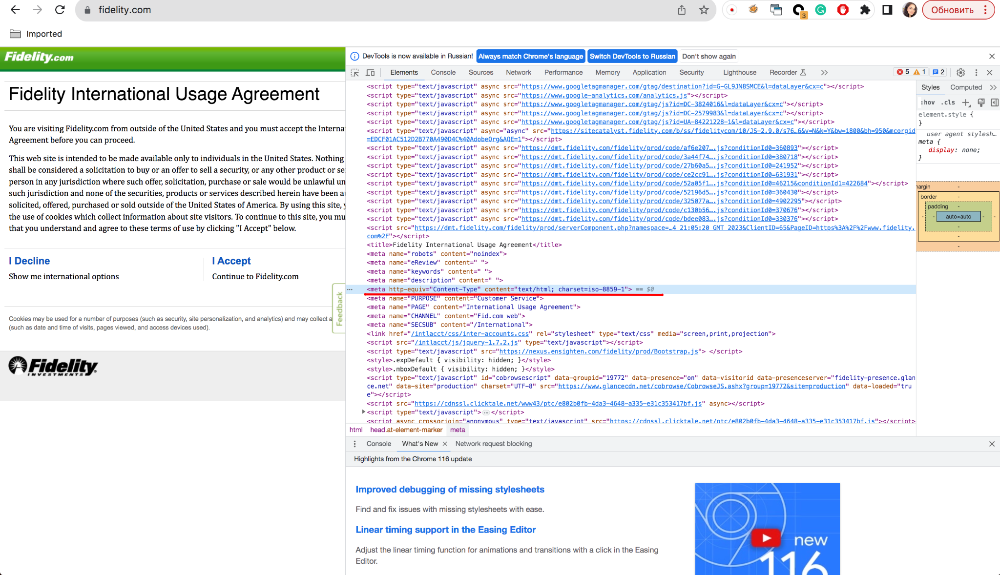 fidelity.com
3
Обновить
Imported
Fidelity.com
Fidelity International Usage Agreement
You are visiting Fidelity.com from outside of the United States and you must accept the Interna
Agreement before you can proceed.
This web site is intended to be made available only to individuals in the United States. Nothing
shall be considered a solicitation to buy or an offer to sell a security, or any other product or se
person in any jurisdiction where such offer, solicitation, purchase or sale would be unlawful un
such jurisdiction and none of the securities, products or services described herein have been a
solicited, offered, purchased or sold outside of the United States of America. By using this site, y
the use of cookies which collect information about site visitors. To continue to this site, you mu
that you understand and agree to these terms of use by clicking "I Accept" below.
I Decline
Show me international options
I Accept
Continue to Fidelity.com
Feedback
Cookies may be used for a number of purposes (such as security, site personalization, and analytics) and may collect a
(such as date and time of visits, pages viewed, and access devices used).
Fidelity
INVESTMENTS
DevTools is now available in Russian! Always match Chrome's language Switch DevTools to Russian Don't show again
Elements Console Sources Network Performance Memory Application Security Lighthouse Recorder 5 1 2
<script type="text/javascript" async src="https://www.googletagmanager.com/gtag/destination?id=G-GL9JN8SMCE&l=dataLayer&cx=c"></script>
<script type="text/javascript" async src="https://www.google-analytics.com/analytics.js"></script>
<script type="text/javascript" async src="https://www.googletagmanager.com/gtag/js?id=DC-3824016&l=dataLayer&cx=c"></script>
<script type="text/javascript" async src="https://www.googletagmanager.com/gtag/js?id=DC-2579983&l=dataLayer&cx=c"></script>
<script type="text/javascript" async src="https://www.googletagmanager.com/gtag/js?id=UA-84221228-1&l=dataLayer&cx=c"></script>
<script type="text/javascript" async="async" src="https://sitecatalyst.fidelity.com/b/ss/fidelitycom/10/JS-2.9.0/s76…6&v=N&k=Y&bw=1800&bh=950&mcorgid
=EDCF01AC512D2B770A490D4C%40AdobeOrg&AQE=1"></script>
<script type="text/javascript" async src="https://dmt.fidelity.com/fidelity/prod/code/af6e207….js?conditionId0=360893"></script>
<script type="text/javascript" async src="https://dmt.fidelity.com/fidelity/prod/code/3a44f74….js?conditionId0=380718"></script>
<script type="text/javascript" async src="https://dmt.fidelity.com/fidelity/prod/code/27b60a5….js?conditionId0=241952"></script>
<script type="text/javascript" async src="https://dmt.fidelity.com/fidelity/prod/code/ce2cc91….js?conditionId0=631931"></script>
<script type="text/javascript" async src="https://dmt.fidelity.com/fidelity/prod/code/52a05f1….js?conditionId0=46215&conditionId1=422684"></script>
<script type="text/javascript" async src="https://dmt.fidelity.com/fidelity/prod/code/52196d5….js?conditionId0=360430"></script>
<script type="text/javascript" async src="https://dmt.fidelity.com/fidelity/prod/code/325077a….js?conditionId0=4902295"></script>
<script type="text/javascript" async src="https://dmt.fidelity.com/fidelity/prod/code/c130b56….js?conditionId0=370676"></script>
<script type="text/javascript" async src="https://dmt.fidelity.com/fidelity/prod/code/bdee083….js?conditionId0=330376"></script>
<script src="https://dmt.fidelity.com/fidelity/prod/serverComponent.php?namespace=…4 21:05:20 GMT 2023&ClientID=65&PageID=https%3A%2F%2Fwww.fidelity.
com%2F"></script>
<title>Fidelity International Usage Agreement</title>
<meta name="robots" content="noindex">
<meta name="eReview" content=" ">
<meta name="keywords" content=" ">
<meta name="description" content=" ">
<meta http-equiv="Content-Type" content="text/html; charset=iso-8859-1"> == $0
<meta name="PURPOSE" content="Customer Service">
<meta name="PAGE" content="International Usage Agreement">
<meta name="CHANNEL" content="Fid.com web">
<meta name="SECSUB" content="/International">
<link href="/intlacct/css/inter-accounts.css" rel="stylesheet" type="text/css" media="screen,print,projection">
<script src="/intlacct/js/jquery-1.7.2.js" type="text/javascript"></script>
<script type="text/javascript" src="https://nexus.ensighten.com/fidelity/prod/Bootstrap.js"> </script>
<style>.expDefault { visibility: hidden; }</style>
<style>.mboxDefault { visibility: hidden; }</style>
<script type="text/javascript" id="cobrowsescript" data-groupid="19772" data-presence="on" data-visitorid data-presenceserver="fidelity-presence.glan
ce.net" data-site="production" charset="UTF-8" src="https://www.glancecdn.net/cobrowse/CobrowseJS.ashx?group=19772&site=production" data-loaded="tru
e"></script>
<script src="https://cdnssl.clicktale.net/www43/ptc/e802b0fb-4da3-4648-a335-e31c353417bf.js" async></script>
<script type="text/javascript">…</script>
<script async crossorigin="anonymous" type="text/javascript" src="https://cdnssl.clicktale.net/ptc/e802b0fb-4da3-4648-a335-e31c353417bf.js"></script>
html head.at-element-marker meta
Styles Computed
:hov .cls
element.style {
}
user agent stylesh…
meta {
display: none;
}
margin -
border -
padding -
- - auto×auto - -
-
-
-
Console What's New Network request blocking
Highlights from the Chrome 116 update
Improved debugging of missing stylesheets
Find and fix issues with missing stylesheets with ease.
Linear timing support in the Easing Editor
Adjust the linear timing function for animations and transitions with a click in the Easing
Editor.
new
116